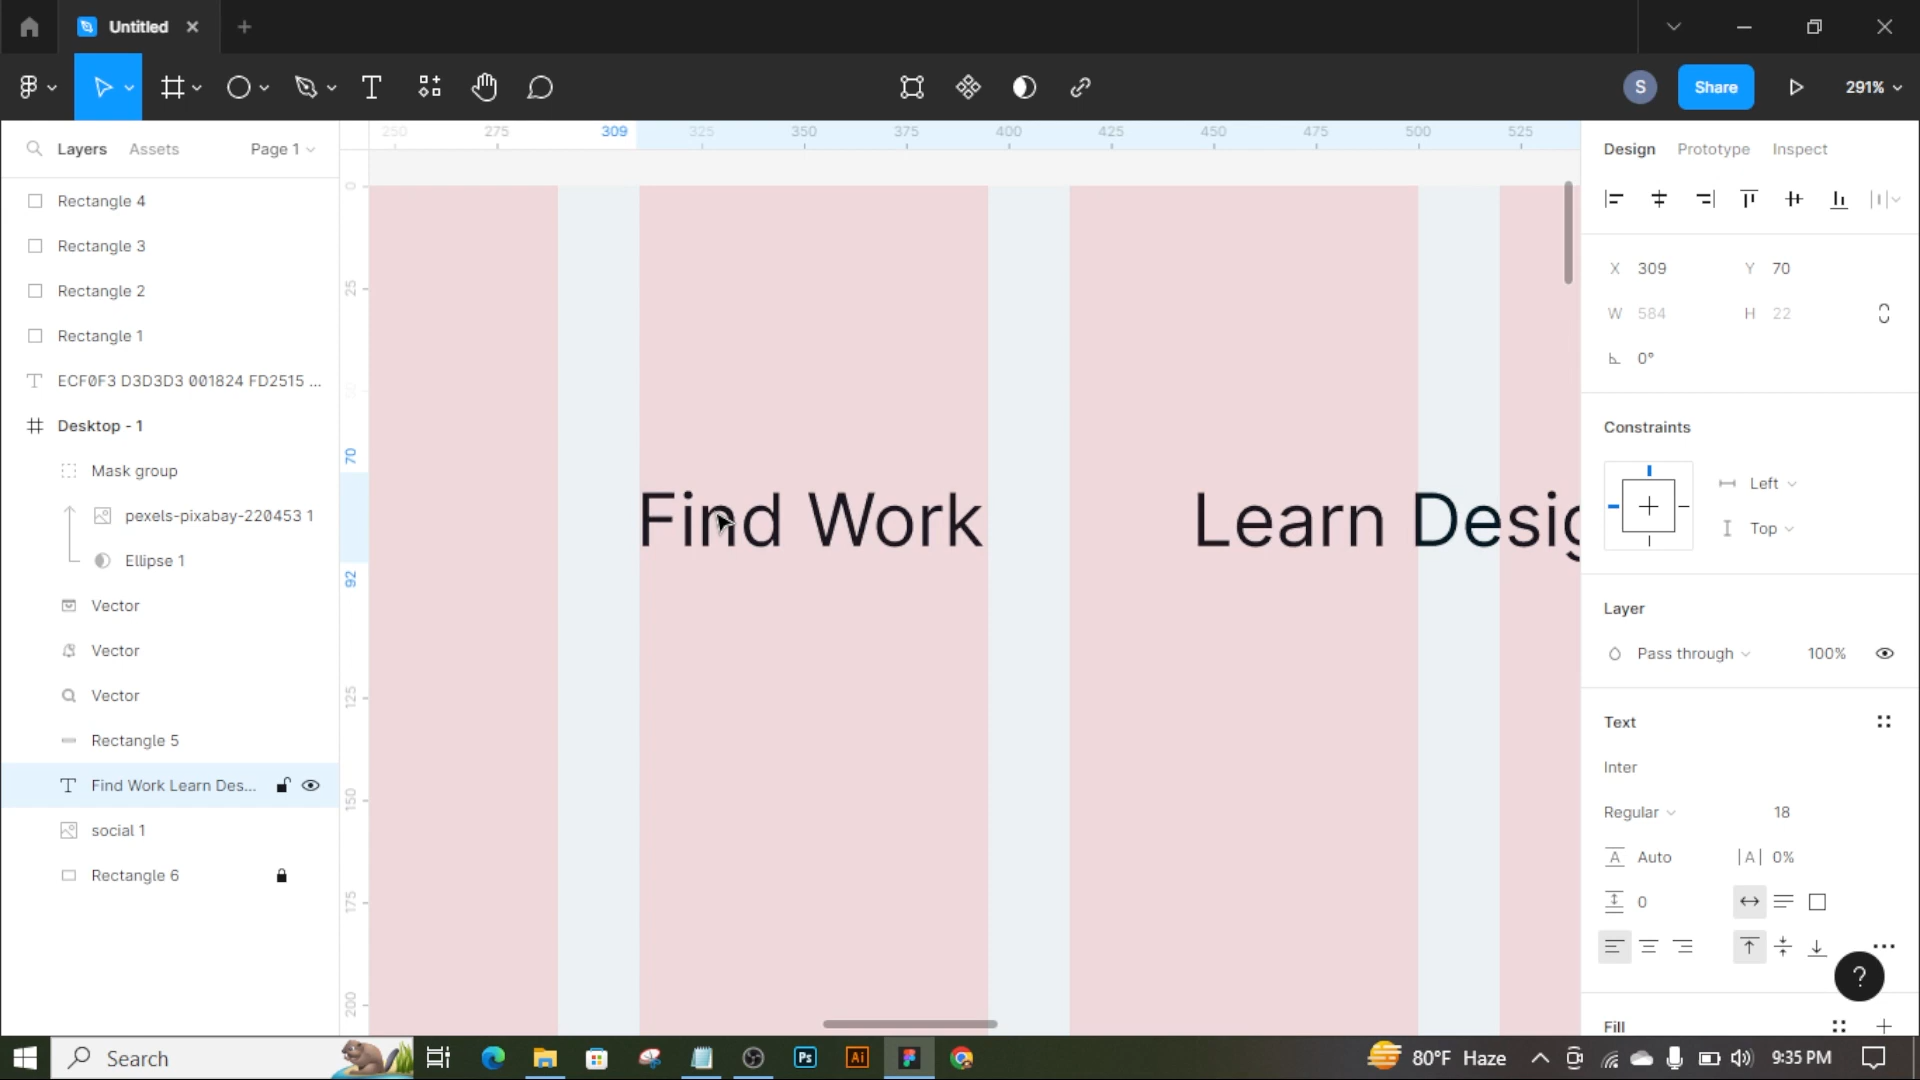 Untitled
S
Share
291%
Layers
Assets
Page 1
250
275
309
325
350
375
400
425
450
475
500
525
Design
Prototype
Inspect
Rectangle 4
Rectangle 3
Rectangle 2
Rectangle 1
ECF0F3 D3D3D3 001824 FD2515 ...
Desktop - 1
Mask group
pexels-pixabay-220453 1
Ellipse 1
Vector
Vector
Vector
Rectangle 5
Find Work Learn Des...
social 1
Rectangle 6
0
25
70
92
125
150
175
200
Find Work
Learn Desig
X 309
Y 70
W 584
H 22
0°
Constraints
Left
Top
Layer
Pass through
100%
Text
Inter
Regular
18
A Auto
|A| 0%
0
?
Fill
Search
Ps
Ai
80°F Haze
9:35 PM